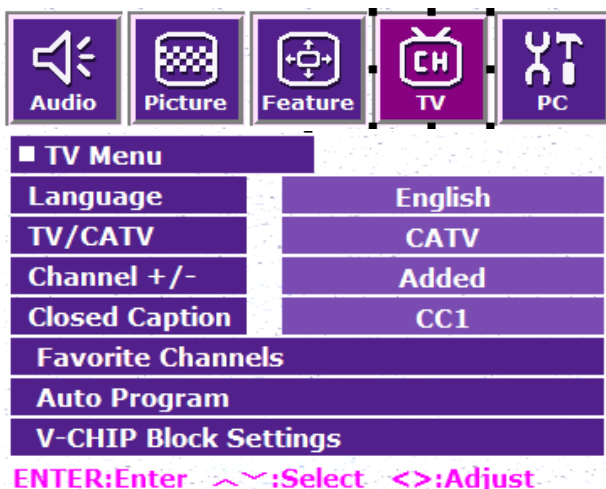 Audio Picture Feature TV PC
CH
TV Menu
Language English
TV/CATV CATV
Channel +/- Added
Closed Caption CC1
Favorite Channels
Auto Program
V-CHIP Block Settings
ENTER:Enter ︿﹀:Select <>:Adjust